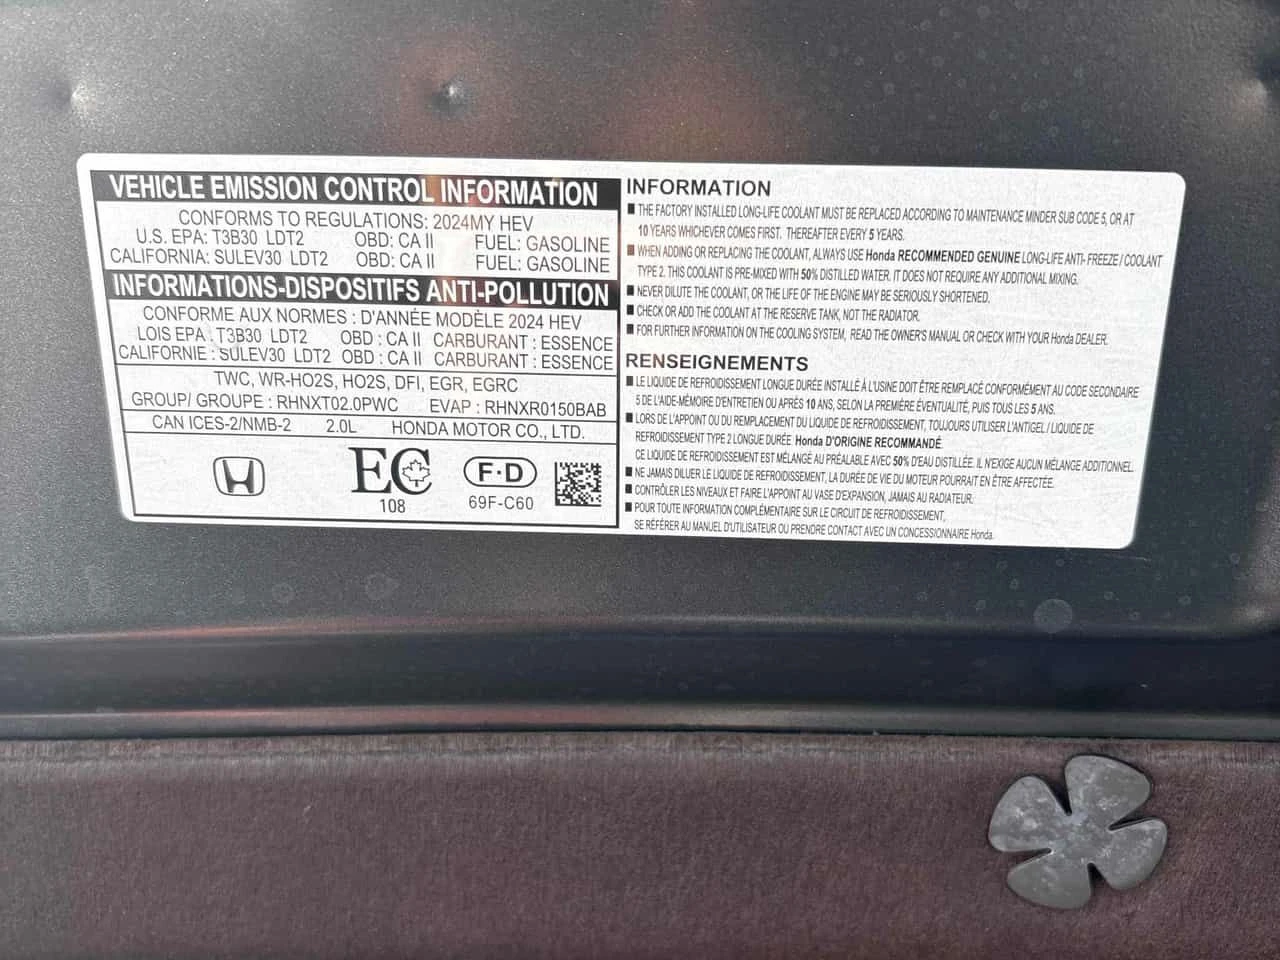 VEHICLE EMISSION CONTROL INFORMATION
CONFORMS TO REGULATIONS: 2024MY HEV
U.S. EPA: T3B30 LDT2 OBD: CA II FUEL: GASOLINE
CALIFORNIA: SULEV30 LDT2 OBD: CA II FUEL: GASOLINE
INFORMATIONS-DISPOSITIFS ANTI-POLLUTION
CONFORME AUX NORMES : D'ANNÉE MODÈLE 2024 HEV
LOIS EPA : T3B30 LDT2 OBD : CA II CARBURANT : ESSENCE
CALIFORNIE : SULEV30 LDT2 OBD : CA II CARBURANT : ESSENCE
TWC, WR-HO2S, HO2S, DFI, EGR, EGRC
GROUP/ GROUPE : RHNXT02.0PWC EVAP : RHNXR0150BAB
CAN ICES-2/NMB-2 2.0L HONDA MOTOR CO., LTD.
EC
108
F·D
69F-C60
INFORMATION
■ THE FACTORY INSTALLED LONG-LIFE COOLANT MUST BE REPLACED ACCORDING TO MAINTENANCE MINDER SUB CODE 5, OR AT
10 YEARS WHICHEVER COMES FIRST. THEREAFTER EVERY 5 YEARS.
■ WHEN ADDING OR REPLACING THE COOLANT, ALWAYS USE Honda RECOMMENDED GENUINE LONG-LIFE ANTI-FREEZE / COOLANT
TYPE 2. THIS COOLANT IS PRE-MIXED WITH 50% DISTILLED WATER. IT DOES NOT REQUIRE ANY ADDITIONAL MIXING.
■ NEVER DILUTE THE COOLANT, OR THE LIFE OF THE ENGINE MAY BE SERIOUSLY SHORTENED.
■ CHECK OR ADD THE COOLANT AT THE RESERVE TANK, NOT THE RADIATOR.
■ FOR FURTHER INFORMATION ON THE COOLING SYSTEM, READ THE OWNER'S MANUAL OR CHECK WITH YOUR Honda DEALER.
RENSEIGNEMENTS
■ LE LIQUIDE DE REFROIDISSEMENT LONGUE DURÉE INSTALLÉ À L'USINE DOIT ÊTRE REMPLACÉ CONFORMÉMENT AU CODE SECONDAIRE
5 DE L'AIDE-MÉMOIRE D'ENTRETIEN OU APRÈS 10 ANS, SELON LA PREMIÈRE ÉVENTUALITÉ, PUIS TOUS LES 5 ANS.
■ LORS DE L'APPOINT OU DU REMPLACEMENT DU LIQUIDE DE REFROIDISSEMENT, TOUJOURS UTILISER L'ANTIGEL / LIQUIDE DE
REFROIDISSEMENT TYPE 2 LONGUE DURÉE Honda D'ORIGINE RECOMMANDÉ.
CE LIQUIDE DE REFROIDISSEMENT EST MÉLANGÉ AU PRÉALABLE AVEC 50% D'EAU DISTILLÉE. IL N'EXIGE AUCUN MÉLANGE ADDITIONNEL.
■ NE JAMAIS DILUER LE LIQUIDE DE REFROIDISSEMENT, OU LA DURÉE DE VIE DU MOTEUR POURRAIT EN ÊTRE AFFECTÉE.
■ CONTRÔLER LES NIVEAUX ET FAIRE L'APPOINT AU VASE D'EXPANSION, JAMAIS AU RADIATEUR.
■ POUR TOUTE INFORMATION COMPLÉMENTAIRE SUR LE CIRCUIT DE REFROIDISSEMENT,
SE RÉFÉRER AU MANUEL D'UTILISATEUR OU PRENDRE CONTACT AVEC UN CONCESSIONNAIRE Honda.